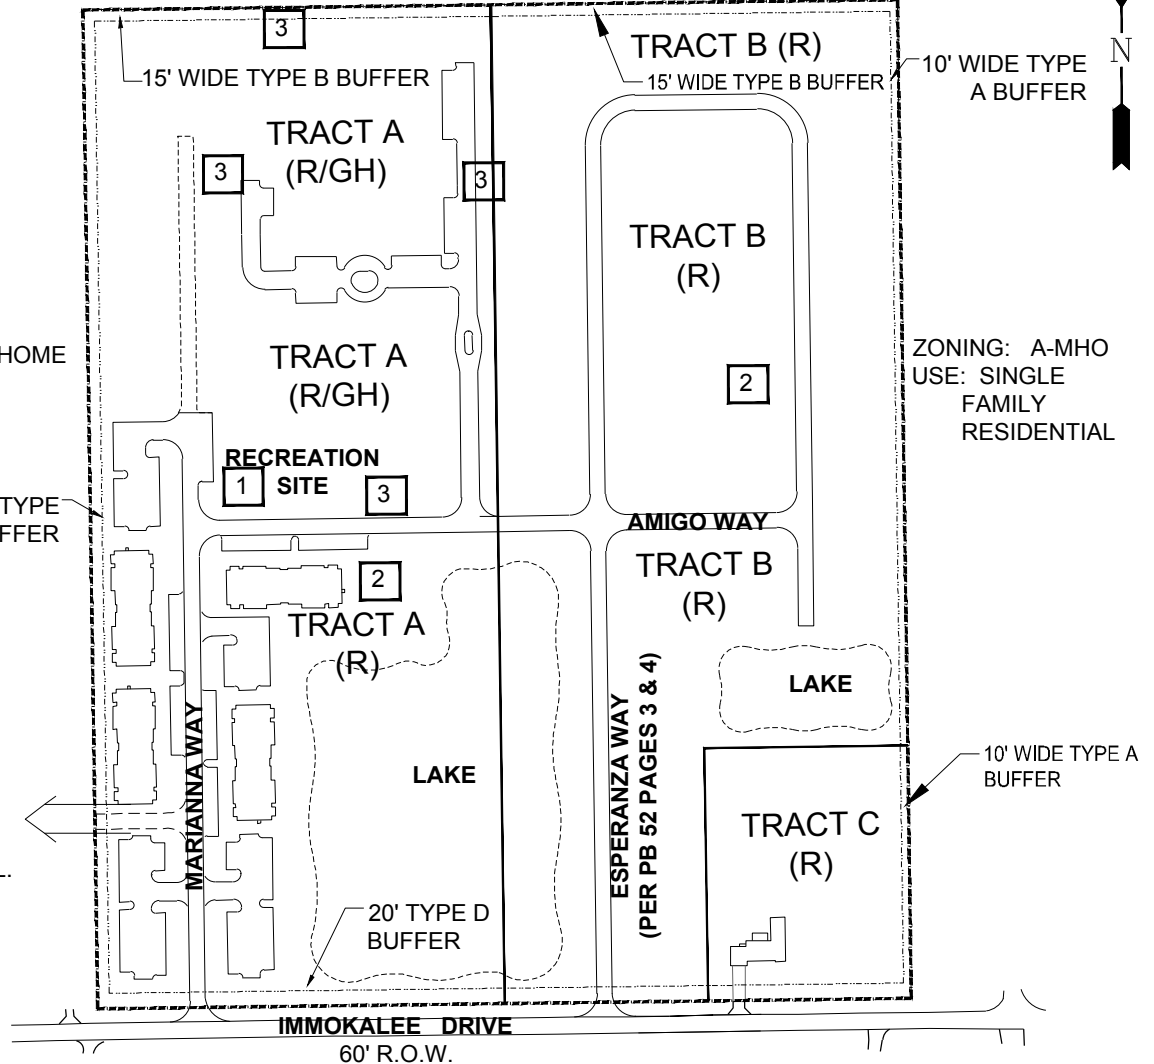 3
TRACT B (R)
15' WIDE TYPE B BUFFER
15' WIDE TYPE B BUFFER
10' WIDE TYPE
A BUFFER
N
TRACT A
(R/GH)
3
3
TRACT B
(R)
HOME
TRACT A
(R/GH)
2
ZONING: A-MHO
USE: SINGLE
FAMILY
RESIDENTIAL
RECREATION
SITE
1
3
TYPE
AMIGO WAY
2
TRACT B
(R)
TRACT A
(R)
LAKE
LAKE
MARIANNA WAY
ESPERANZA WAY
(PER PB 52 PAGES 3 & 4)
10' WIDE TYPE A
BUFFER
TRACT C
(R)
20' TYPE D
BUFFER
IMMOKALEE DRIVE
60' R.O.W.